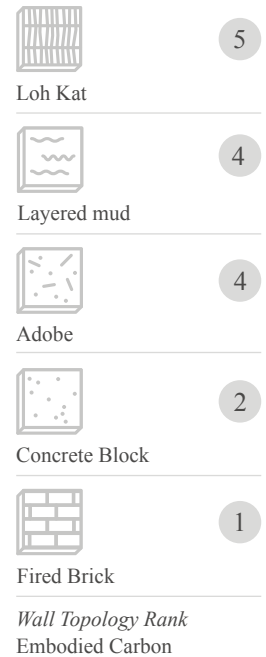 5
Loh Kat
4
Layered mud
4
Adobe
2
Concrete Block
1
Fired Brick
Wall Topology Rank
Embodied Carbon